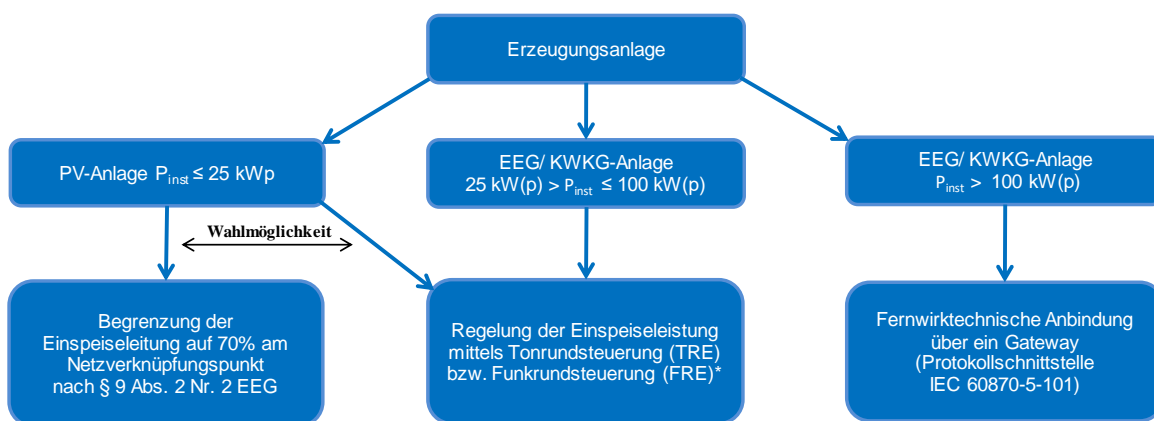 Erzeugungsanlage
PV-Anlage Pinst ≤ 25 kWp
EEG/ KWKG-Anlage
25 kW(p) > Pinst ≤ 100 kW(p)
EEG/ KWKG-Anlage
Pinst > 100 kW(p)
Wahlmöglichkeit
Begrenzung der
Einspeiseleitung auf 70% am
Netzverknüpfungspunkt
nach § 9 Abs. 2 Nr. 2 EEG
Regelung der Einspeiseleistung
mittels Tonrundsteuerung (TRE)
bzw. Funkrundsteuerung (FRE)*
Fernwirktechnische Anbindung
über ein Gateway
(Protokollschnittstelle
IEC 60870-5-101)